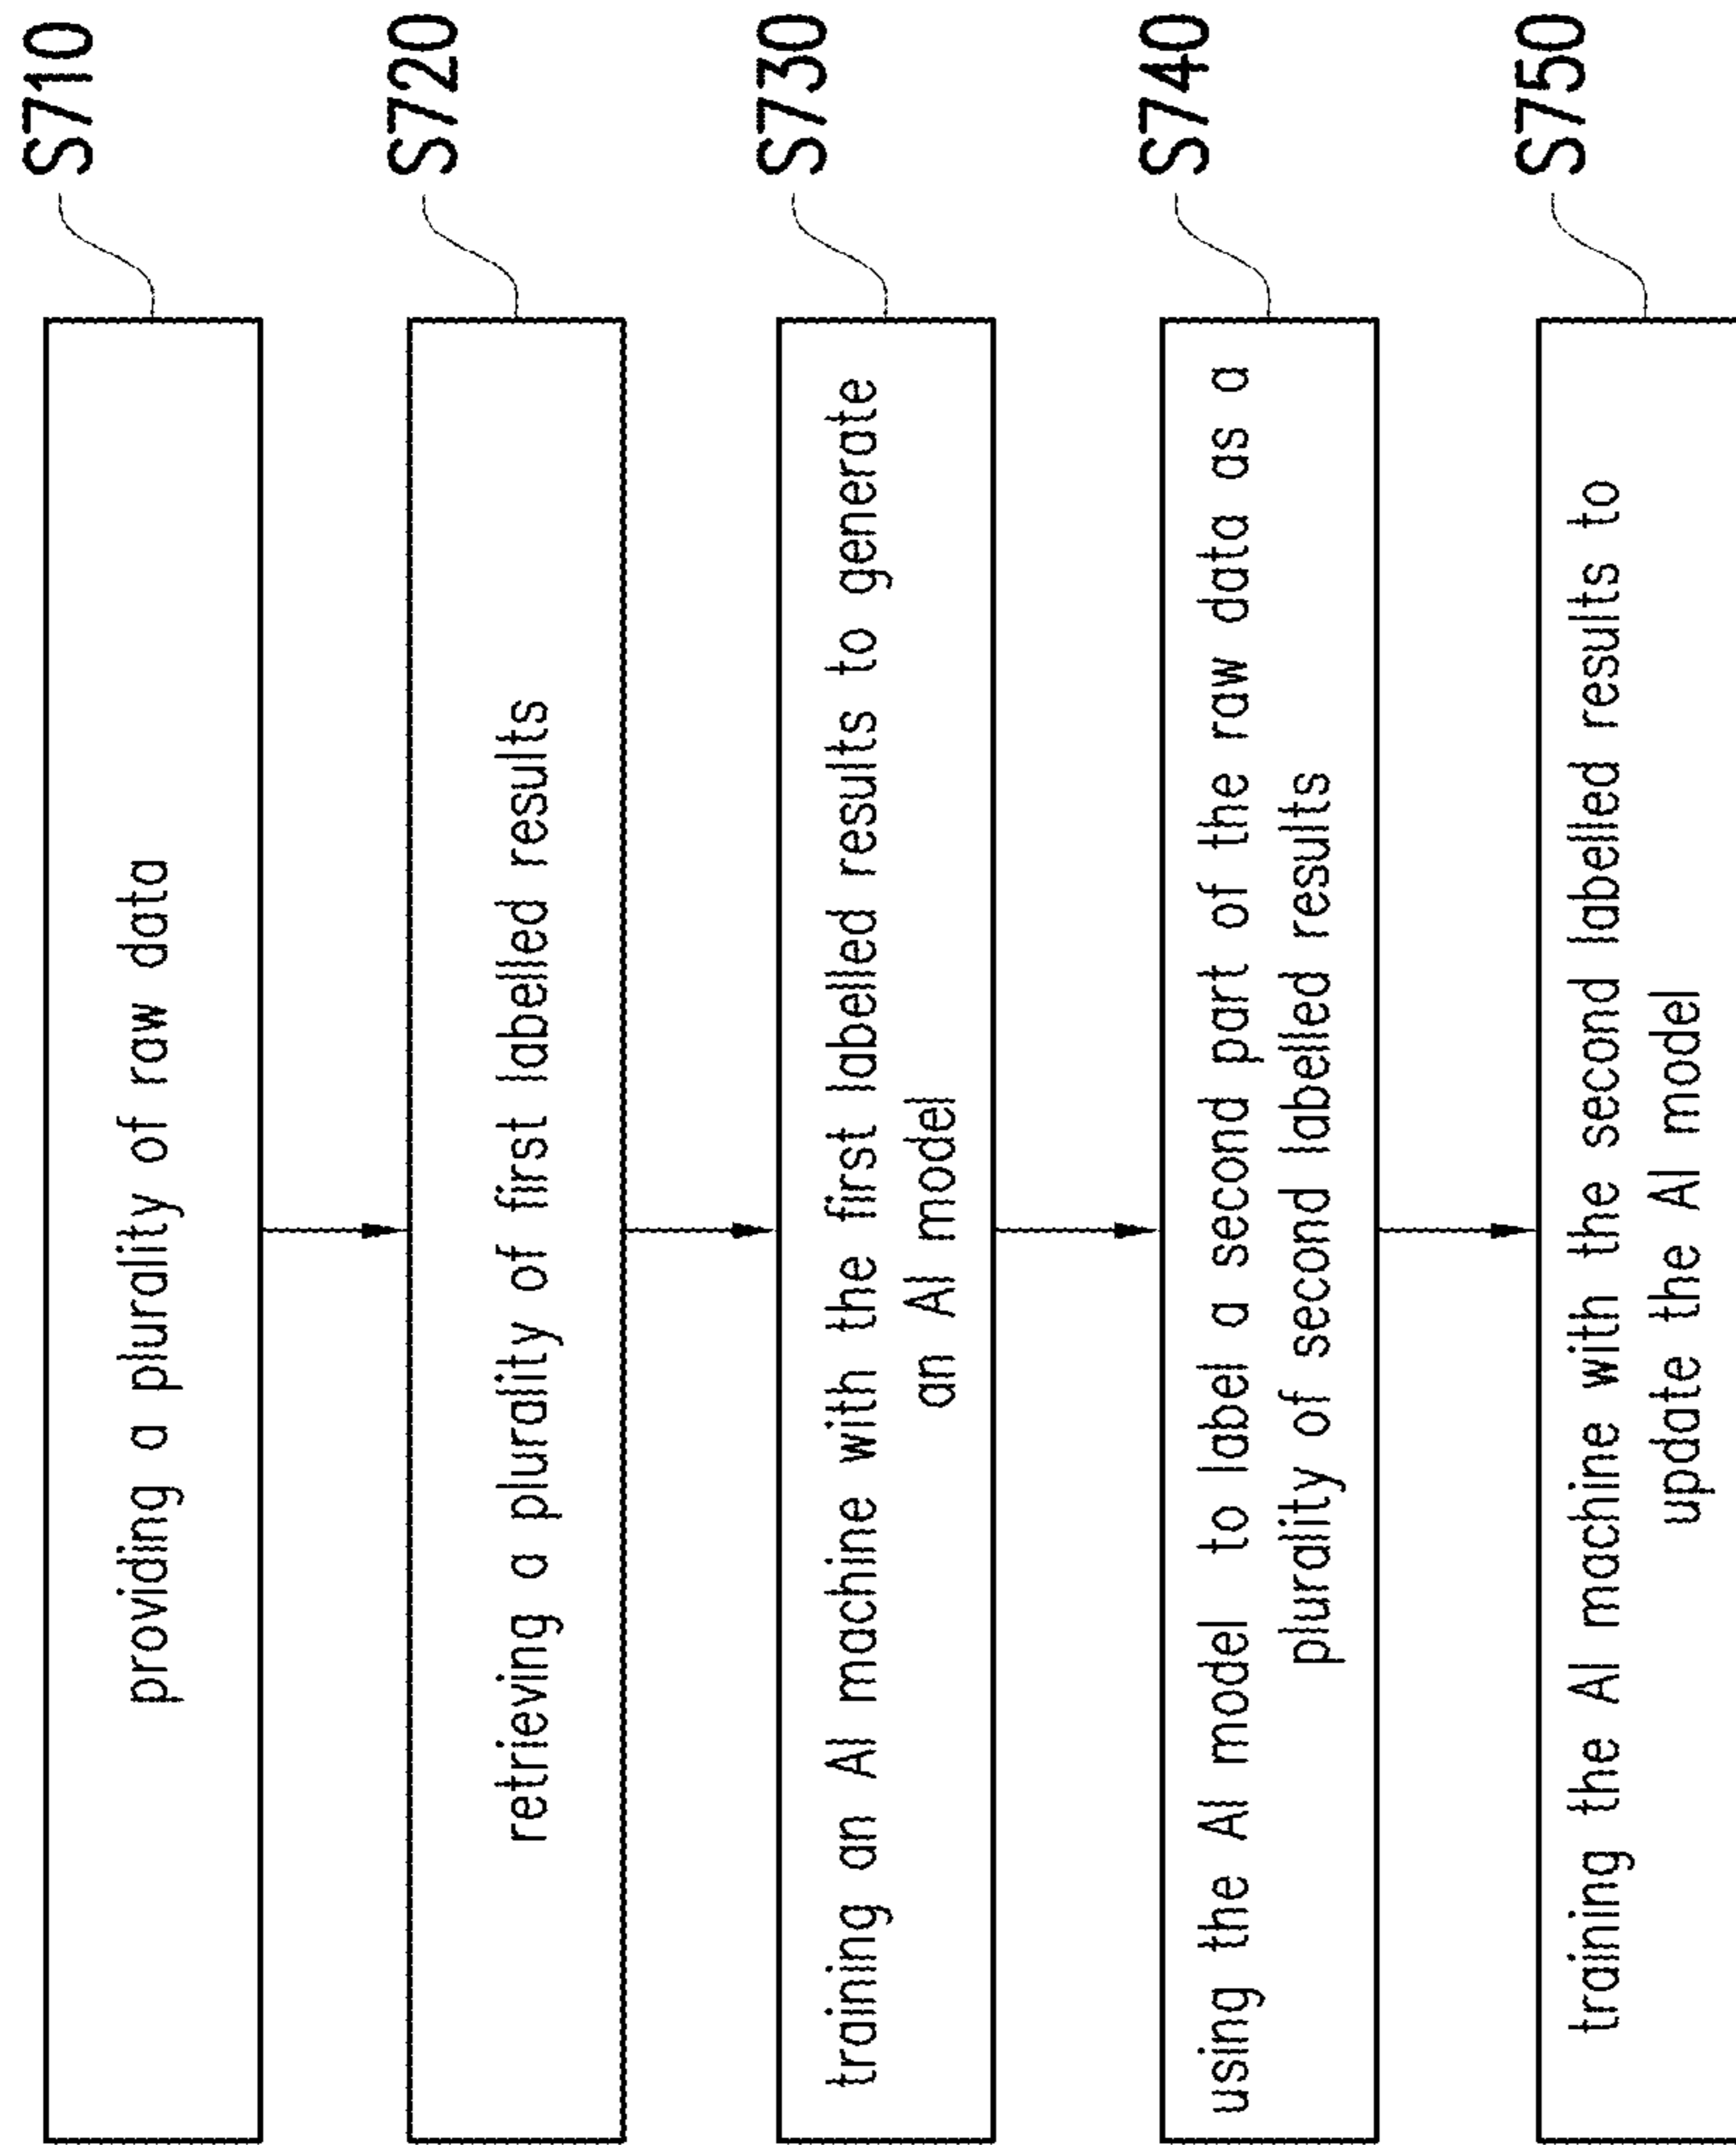 providing a plurality of raw data
S710
retrieving a plurality of first labelled results
S720
training an AI machine with the first labelled results to generate
an AI model
S730
using the AI model to label a second part of the raw data as a
plurality of second labelled results
S740
training the AI machine with the second labelled results to
update the AI model
S750